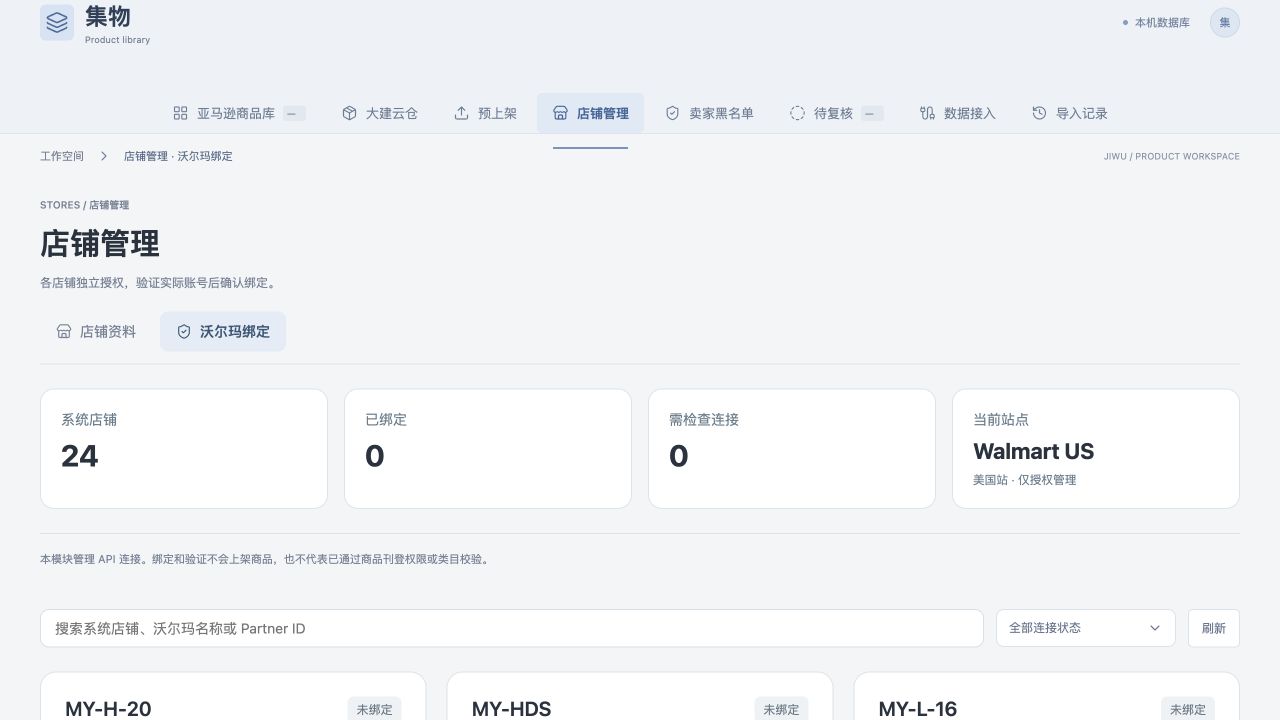 集物
Product library
本机数据库
集
亚马逊商品库 —
大建云仓
预上架
店铺管理
卖家黑名单
待复核 —
数据接入
导入记录
工作空间
店铺管理 · 沃尔玛绑定
JIWU / PRODUCT WORKSPACE
STORES / 店铺管理
店铺管理
各店铺独立授权，验证实际账号后确认绑定。
店铺资料
沃尔玛绑定
系统店铺
24
已绑定
0
需检查连接
0
当前站点
Walmart US
美国站 · 仅授权管理
本模块管理 API 连接。绑定和验证不会上架商品，也不代表已通过商品刊登权限或类目校验。
搜索系统店铺、沃尔玛名称或 Partner ID
全部连接状态
刷新
MY-H-20
未绑定
MY-HDS
未绑定
MY-L-16
未绑定